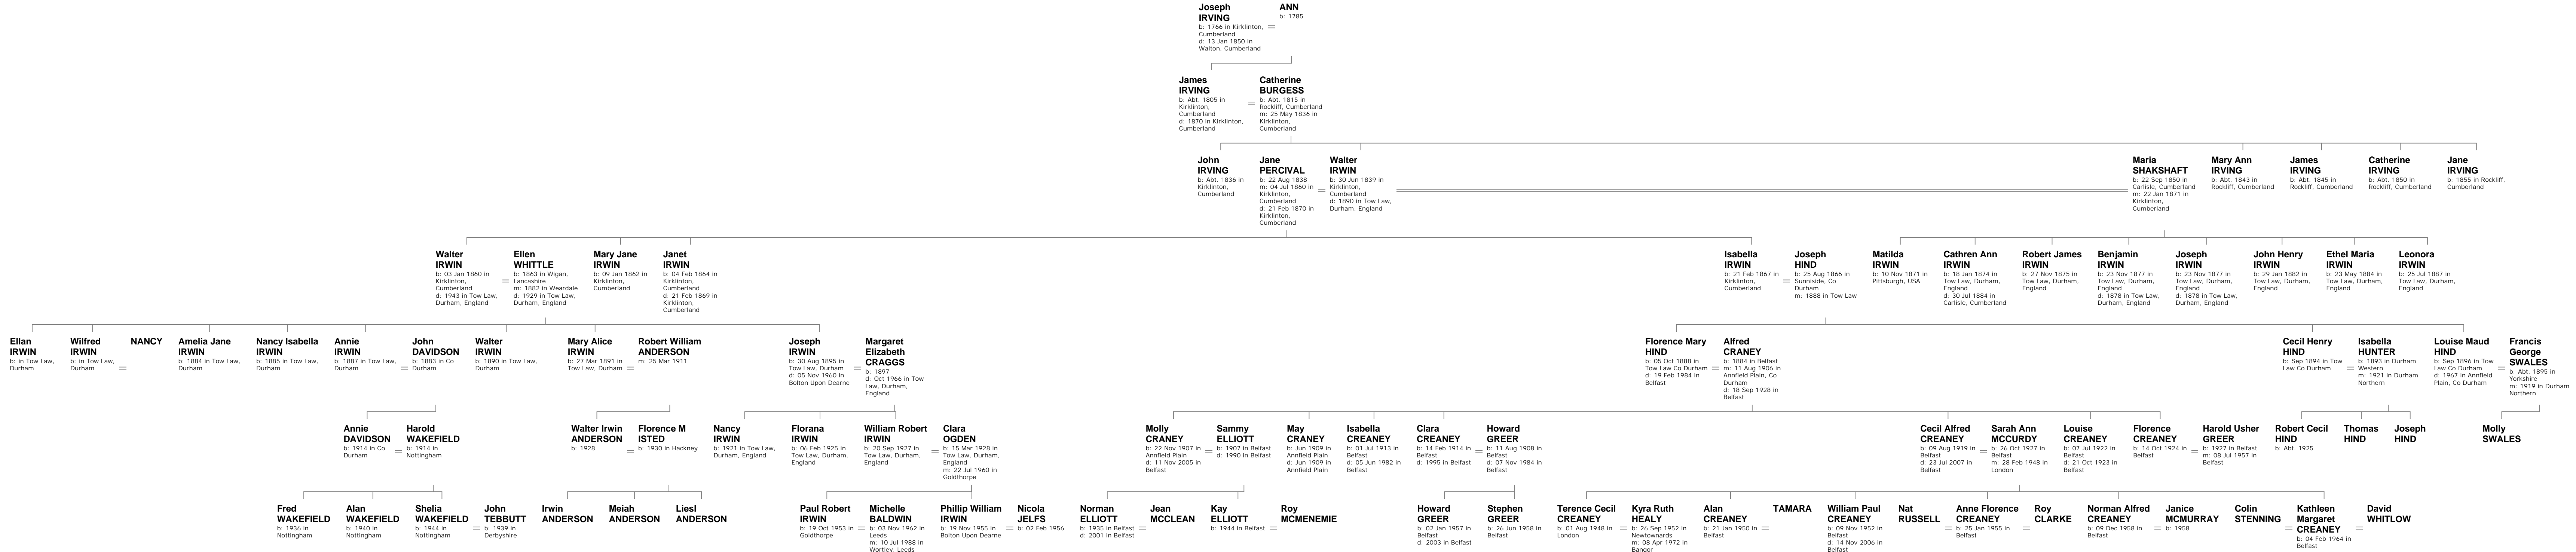 Joseph
IRVING
b: 1766 in Kirklinton,
Cumberland
d: 13 Jan 1850 in
Walton, Cumberland
=
ANN
b: 1785
James
IRVING
b: Abt. 1805 in
Kirklinton,
Cumberland
d: 1870 in Kirklinton,
Cumberland
=
Catherine
BURGESS
b: Abt. 1815 in
Rockliff, Cumberland
m: 25 May 1836 in
Kirklinton,
Cumberland
John
IRVING
b: Abt. 1836 in
Kirklinton,
Cumberland
Jane
PERCIVAL
b: 22 Aug 1838
m: 04 Jul 1860 in
Kirklinton,
Cumberland
d: 21 Feb 1870 in
Kirklinton,
Cumberland
=
Walter
IRWIN
b: 30 Jun 1839 in
Kirklinton,
Cumberland
d: 1890 in Tow Law,
Durham, England
Maria
SHAKSHAFT
b: 22 Sep 1850 in
Carlisle, Cumberland
m: 22 Jan 1871 in
Kirklinton,
Cumberland
Mary Ann
IRVING
b: Abt. 1843 in
Rockliff, Cumberland
James
IRVING
b: Abt. 1845 in
Rockliff, Cumberland
Catherine
IRVING
b: Abt. 1850 in
Rockliff, Cumberland
Jane
IRVING
b: 1855 in Rockliff,
Cumberland
Walter
IRWIN
b: 03 Jan 1860 in
Kirklinton,
Cumberland
d: 1943 in Tow Law,
Durham, England
=
Ellen
WHITTLE
b: 1863 in Wigan,
Lancashire
m: 1882 in Weardale
d: 1929 in Tow Law,
Durham, England
Mary Jane
IRWIN
b: 09 Jan 1862 in
Kirklinton,
Cumberland
Janet
IRWIN
b: 04 Feb 1864 in
Kirklinton,
Cumberland
d: 21 Feb 1869 in
Kirklinton,
Cumberland
Isabella
IRWIN
b: 21 Feb 1867 in
Kirklinton,
Cumberland
=
Joseph
HIND
b: 25 Aug 1866 in
Sunniside, Co
Durham
m: 1888 in Tow Law
Matilda
IRWIN
b: 10 Nov 1871 in
Pittsburgh, USA
Cathren Ann
IRWIN
b: 18 Jan 1874 in
Tow Law, Durham,
England
d: 30 Jul 1884 in
Carlisle, Cumberland
Robert James
IRWIN
b: 27 Nov 1875 in
Tow Law, Durham,
England
Benjamin
IRWIN
b: 23 Nov 1877 in
Tow Law, Durham,
England
d: 1878 in Tow Law,
Durham, England
Joseph
IRWIN
b: 23 Nov 1877 in
Tow Law, Durham,
England
d: 1878 in Tow Law,
Durham, England
John Henry
IRWIN
b: 29 Jan 1882 in
Tow Law, Durham,
England
Ethel Maria
IRWIN
b: 23 May 1884 in
Tow Law, Durham,
England
Leonora
IRWIN
b: 25 Jul 1887 in
Tow Law, Durham,
England
Ellan
IRWIN
b: in Tow Law,
Durham
Wilfred
IRWIN
b: in Tow Law,
Durham
=
NANCY
Amelia Jane
IRWIN
b: 1884 in Tow Law,
Durham
Nancy Isabella
IRWIN
b: 1885 in Tow Law,
Durham
Annie
IRWIN
b: 1887 in Tow Law,
Durham
=
John
DAVIDSON
b: 1883 in Co
Durham
Walter
IRWIN
b: 1890 in Tow Law,
Durham
Mary Alice
IRWIN
b: 27 Mar 1891 in
Tow Law, Durham
=
Robert William
ANDERSON
m: 25 Mar 1911
Joseph
IRWIN
b: 30 Aug 1895 in
Tow Law, Durham
d: 05 Nov 1960 in
Bolton Upon Dearne
=
Margaret
Elizabeth
CRAGGS
b: 1897
d: Oct 1966 in Tow
Law, Durham,
England
Florence Mary
HIND
b: 05 Oct 1888 in
Tow Law Co Durham
d: 19 Feb 1984 in
Belfast
=
Alfred
CRANEY
b: 1884 in Belfast
m: 11 Aug 1906 in
Annfield Plain, Co
Durham
d: 18 Sep 1928 in
Belfast
Cecil Henry
HIND
b: Sep 1894 in Tow
Law Co Durham
=
Isabella
HUNTER
b: 1893 in Durham
Western
m: 1921 in Durham
Northern
Louise Maud
HIND
b: Sep 1896 in Tow
Law Co Durham
d: 1967 in Annfield
Plain, Co Durham
=
Francis
George
SWALES
b: Abt. 1895 in
Yorkshire
m: 1919 in Durham
Northern
Annie
DAVIDSON
b: 1914 in Co
Durham
=
Harold
WAKEFIELD
b: 1914 in
Nottingham
Walter Irwin
ANDERSON
b: 1928
=
Florence M
ISTED
b: 1930 in Hackney
Nancy
IRWIN
b: 1921 in Tow Law,
Durham, England
Florana
IRWIN
b: 06 Feb 1925 in
Tow Law, Durham,
England
William Robert
IRWIN
b: 20 Sep 1927 in
Tow Law, Durham,
England
=
Clara
OGDEN
b: 15 Mar 1928 in
Tow Law, Durham,
England
m: 22 Jul 1960 in
Goldthorpe
Molly
CRANEY
b: 22 Nov 1907 in
Annfield Plain
d: 11 Nov 2005 in
Belfast
=
Sammy
ELLIOTT
b: 1907 in Belfast
d: 1990 in Belfast
May
CRANEY
b: Jun 1909 in
Annfield Plain
d: Jun 1909 in
Annfield Plain
Isabella
CRANEY
b: 01 Jul 1913 in
Belfast
d: 05 Jun 1982 in
Belfast
Clara
CREANEY
b: 14 Feb 1914 in
Belfast
d: 1995 in Belfast
=
Howard
GREER
b: 11 Aug 1908 in
Belfast
d: 07 Nov 1984 in
Belfast
Cecil Alfred
CREANEY
b: 09 Aug 1919 in
Belfast
d: 23 Jul 2007 in
Belfast
=
Sarah Ann
MCCURDY
b: 26 Oct 1927 in
Belfast
m: 28 Feb 1948 in
London
Louise
CREANEY
b: 07 Jul 1922 in
Belfast
d: 21 Oct 1923 in
Belfast
Florence
CREANEY
b: 14 Oct 1924 in
Belfast
=
Harold Usher
GREER
b: 1927 in Belfast
m: 08 Jul 1957 in
Belfast
Robert Cecil
HIND
b: Abt. 1925
Thomas
HIND
Joseph
HIND
Molly
SWALES
Fred
WAKEFIELD
b: 1936 in
Nottingham
Alan
WAKEFIELD
b: 1940 in
Nottingham
Shelia
WAKEFIELD
b: 1944 in
Nottingham
=
John
TEBBUTT
b: 1939 in
Derbyshire
Irwin
ANDERSON
Meiah
ANDERSON
Liesl
ANDERSON
Paul Robert
IRWIN
b: 19 Oct 1953 in
Goldthorpe
=
Michelle
BALDWIN
b: 03 Nov 1962 in
Leeds
m: 10 Jul 1988 in
Wortley, Leeds
Phillip William
IRWIN
b: 19 Nov 1955 in
Bolton Upon Dearne
=
Nicola
JELFS
b: 02 Feb 1956
Norman
ELLIOTT
b: 1935 in Belfast
d: 2001 in Belfast
=
Jean
MCCLEAN
Kay
ELLIOTT
b: 1944 in Belfast
=
Roy
MCMENEMIE
Howard
GREER
b: 02 Jan 1957 in
Belfast
d: 2003 in Belfast
Stephen
GREER
b: 26 Jun 1958 in
Belfast
Terence Cecil
CREANEY
b: 01 Aug 1948 in
London
=
Kyra Ruth
HEALY
b: 26 Sep 1952 in
Newtownards
m: 08 Apr 1972 in
Bangor
Alan
CREANEY
b: 21 Jan 1950 in
Belfast
=
TAMARA
William Paul
CREANEY
b: 09 Nov 1952 in
Belfast
d: 14 Nov 2006 in
Belfast
Nat
RUSSELL
=
Anne Florence
CREANEY
b: 25 Jan 1955 in
Belfast
=
Roy
CLARKE
Norman Alfred
CREANEY
b: 09 Dec 1958 in
Belfast
=
Janice
MCMURRAY
b: 1958
Colin
STENNING
=
Kathleen
Margaret
CREANEY
b: 04 Feb 1964 in
Belfast
=
David
WHITLOW